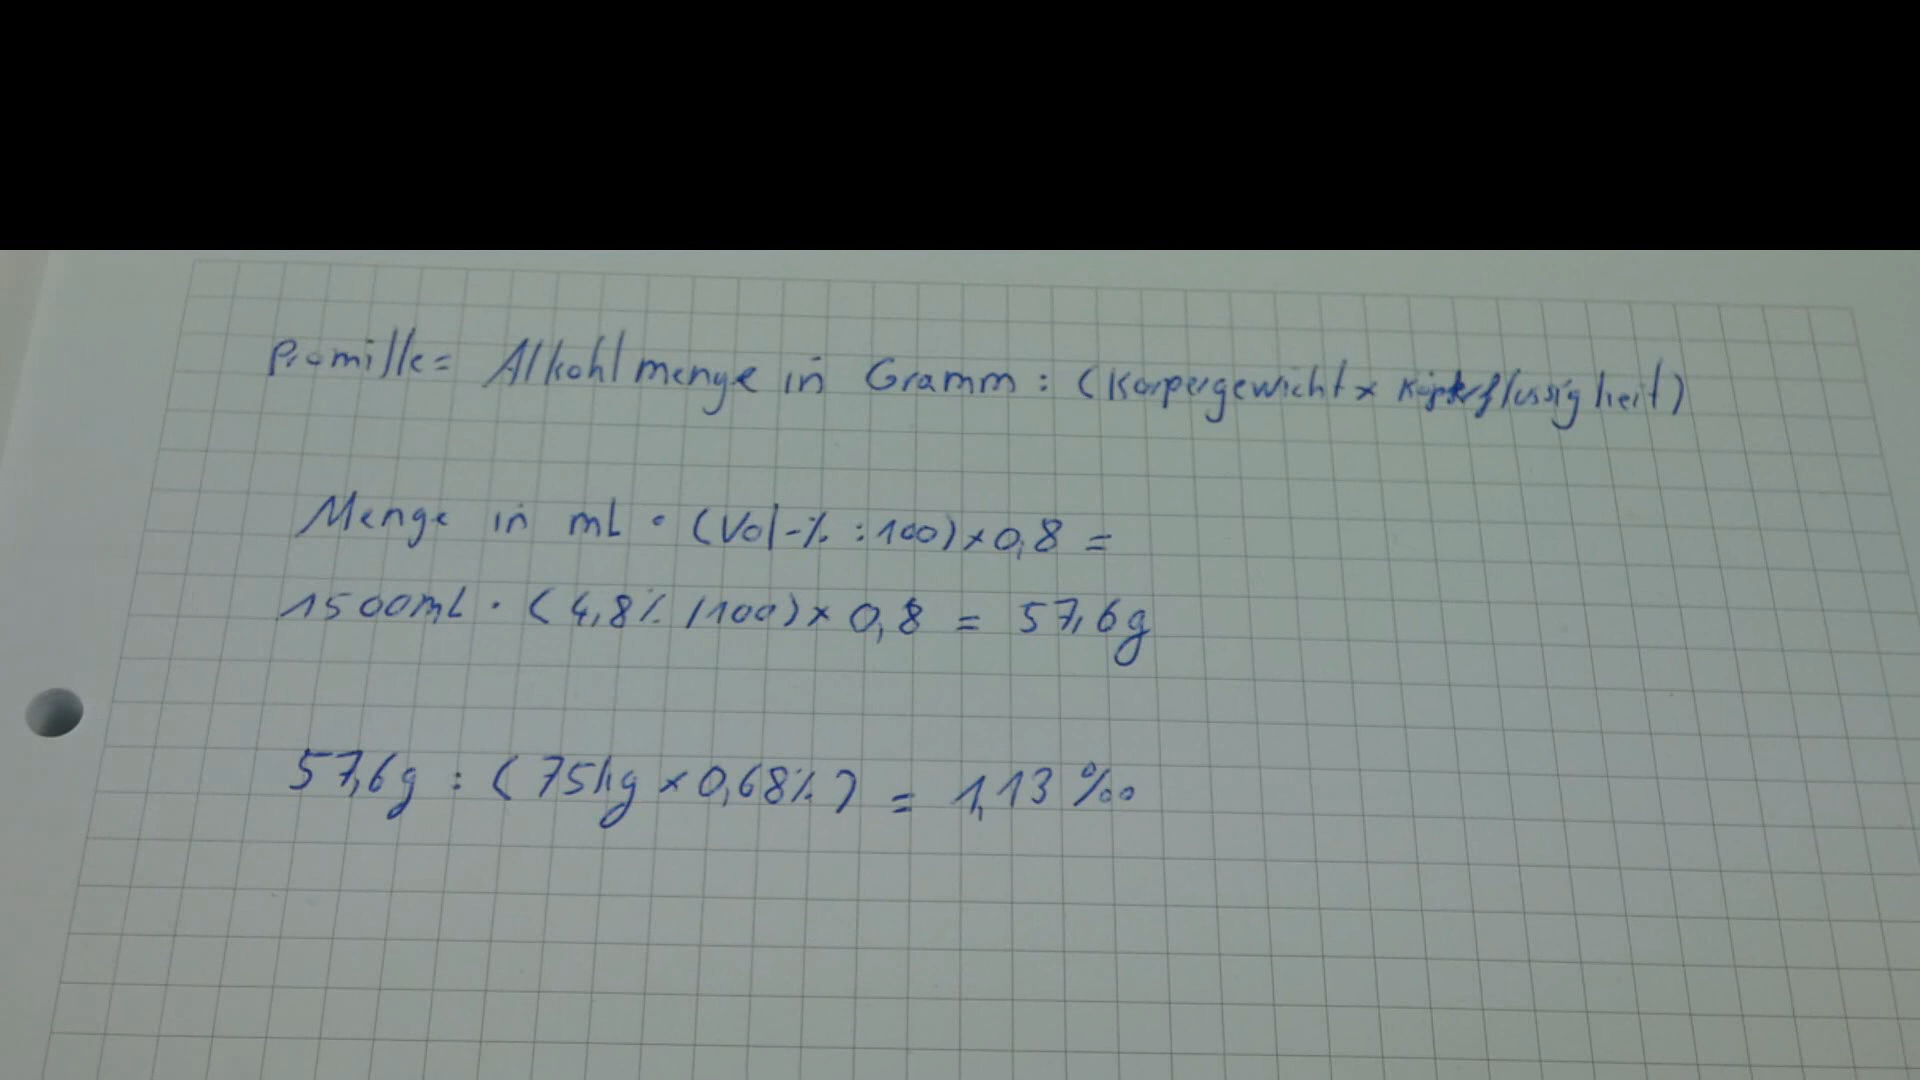 Promille= Alkohlmenge in Gramm : (Körpergewicht x Körperflüssigkeit)
Menge in mL • (Vol-% : 100) x 0,8 =
1500mL • (4,8% / 100) x 0,8 = 57,6g
57,6g : (75kg x 0,68%) = 1,13 ‰